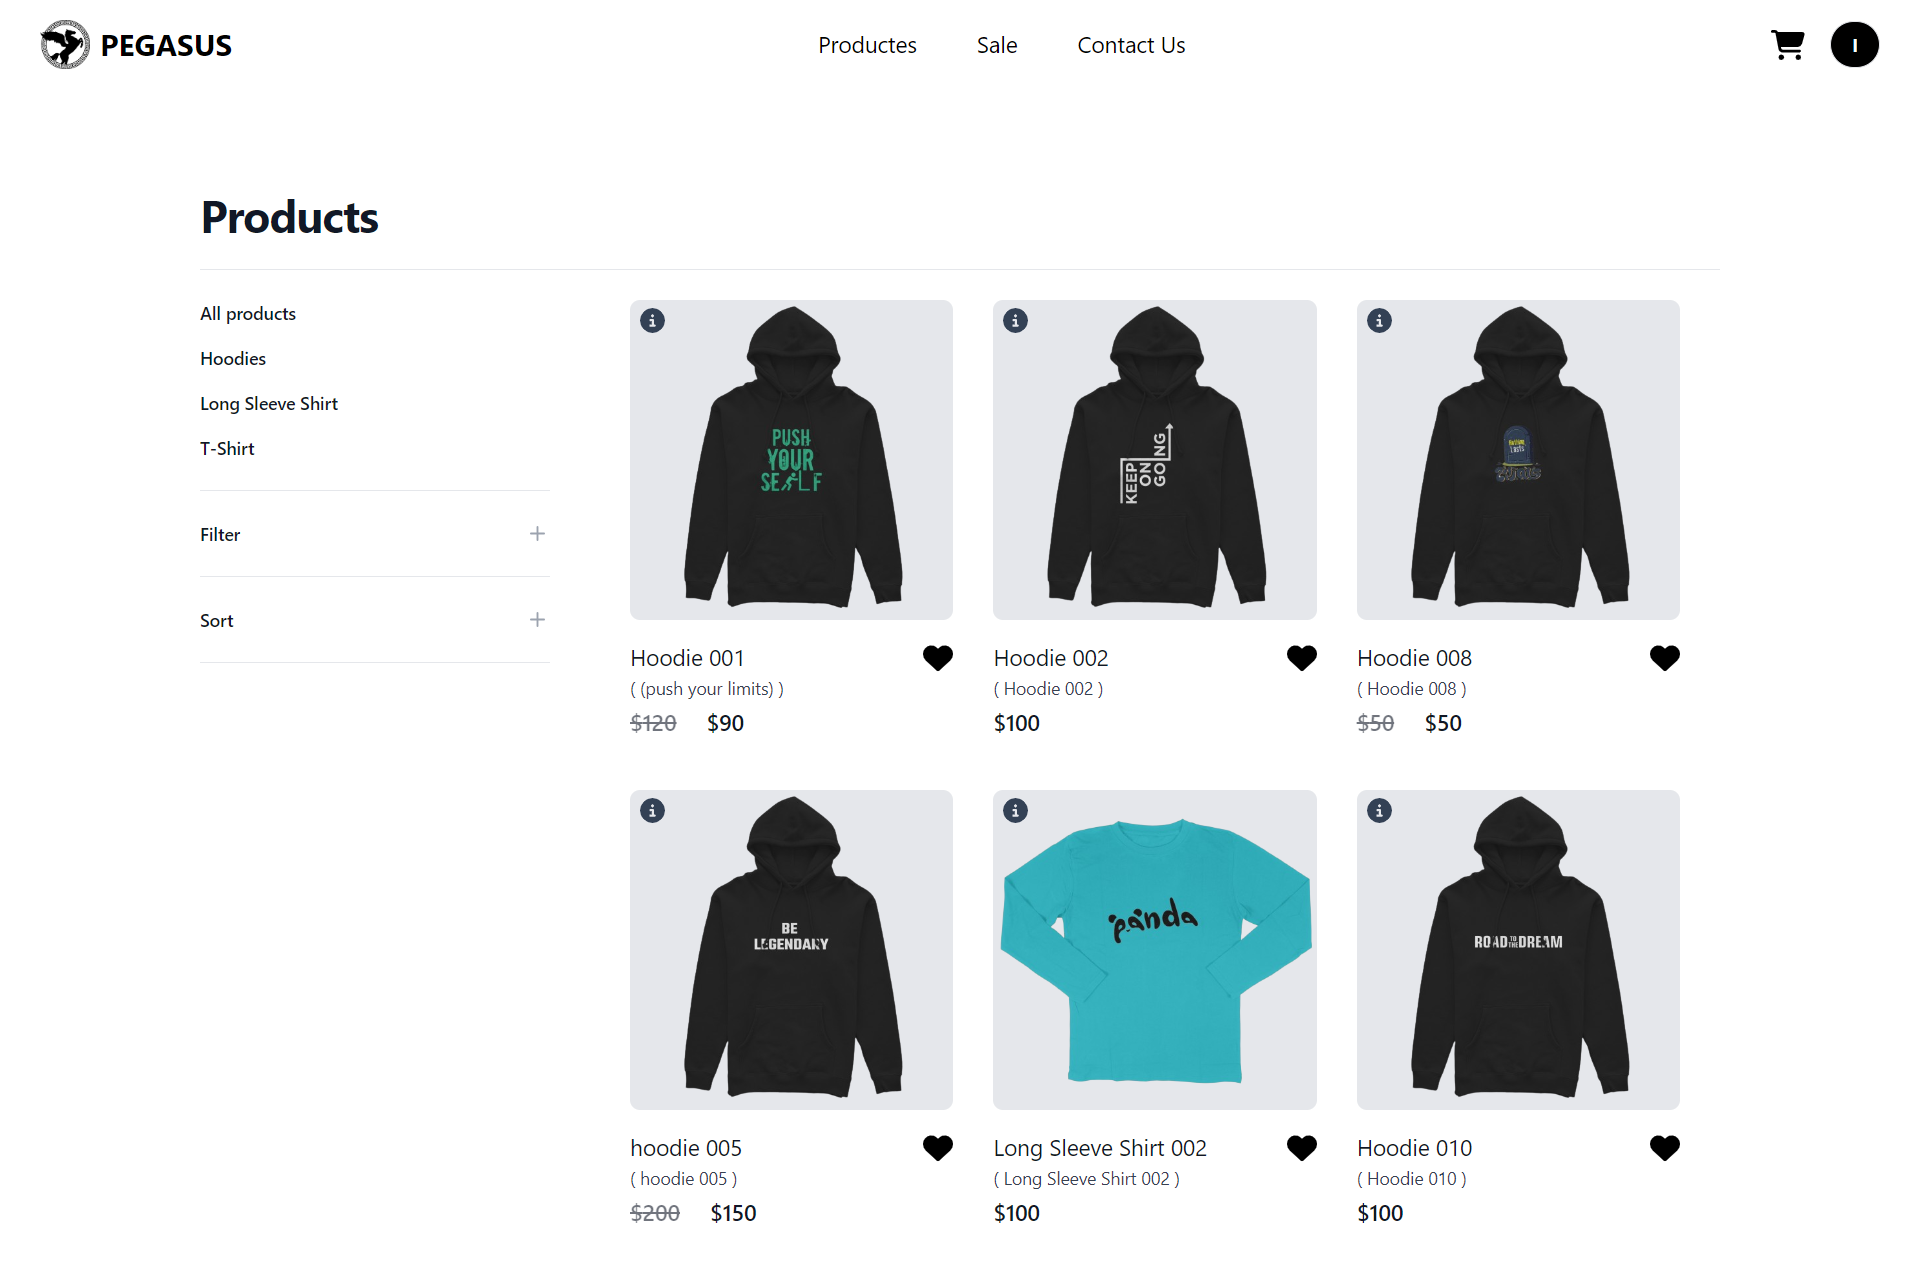 PEGASUS
Productes
Sale
Contact Us
I
Products
All products
Hoodies
Long Sleeve Shirt
T-Shirt
Filter
Sort
PUSH
YOUR
SELF
Hoodie 001
( (push your limits) )
$120 $90
KEEP
ON
GOING
Hoodie 002
( Hoodie 002 )
$100
LASTS
Hoodie 008
( Hoodie 008 )
$50 $50
BE
LEGENDARY
hoodie 005
( hoodie 005 )
$200 $150
panda
Long Sleeve Shirt 002
( Long Sleeve Shirt 002 )
$100
ROAD TO THE DREAM
Hoodie 010
( Hoodie 010 )
$100